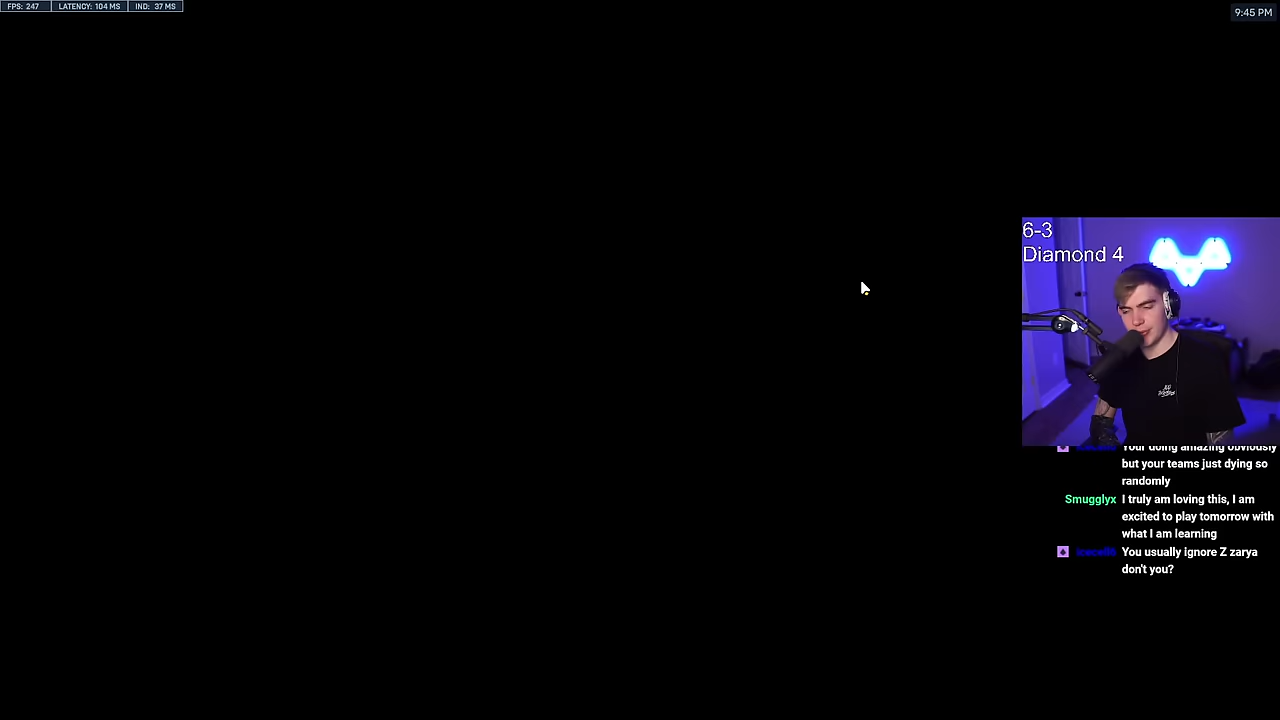 FPS: 247 LATENCY: 104 MS IND: 37 MS
9:45 PM
6-3
Diamond 4
Your doing amazing obviously
but your teams just dying so
randomly
Smugglyx I truly am loving this, I am
excited to play tomorrow with
what I am learning
You usually ignore Z zarya
don't you?